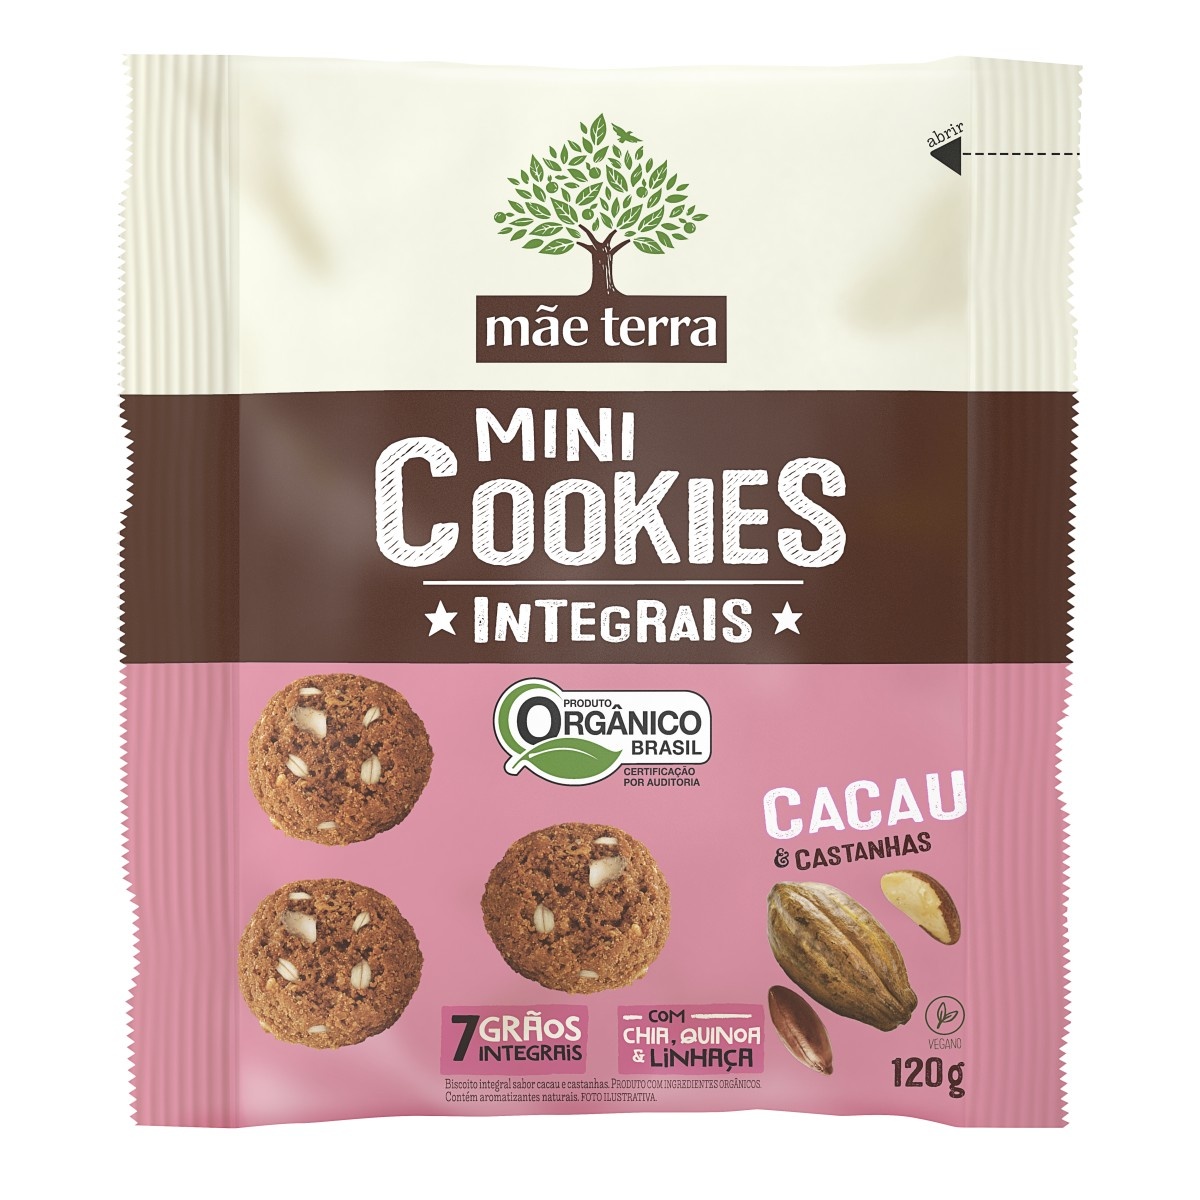 abrir
mãe terra
MINI
COOKIES
INTEGRAIS
PRODUTO
ORGÂNICO
BRASIL
CERTIFICAÇÃO
POR AUDITORIA
CACAU
& CASTANHAS
7 GRÃOS
INTEGRAIS
COM
CHIA, QUINOA
& LINHAÇA
VEGANO
120g
Biscoito integral sabor cacau e castanhas. PRODUTO COM INGREDIENTES ORGÂNICOS.
Contém aromatizantes naturais. FOTO ILUSTRATIVA.